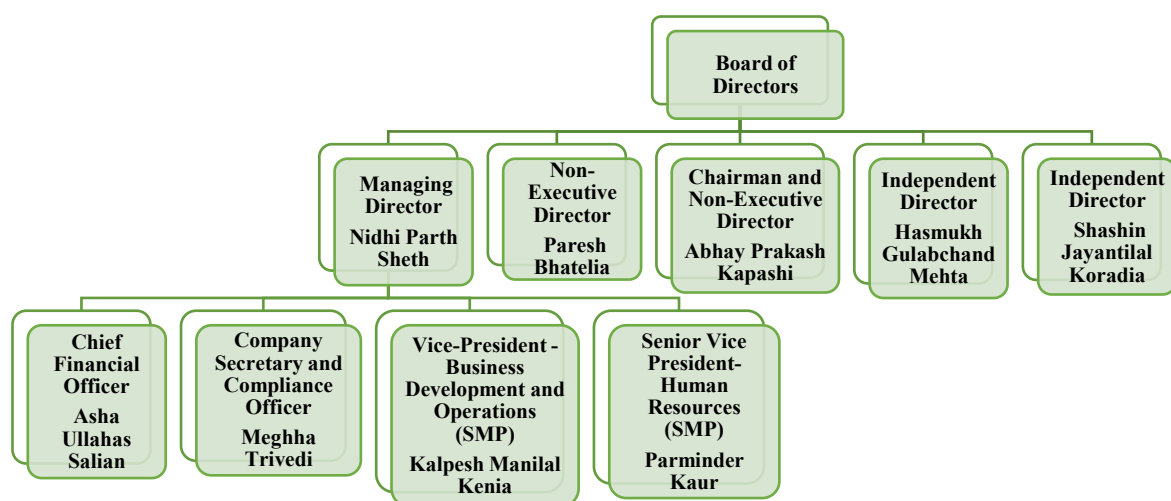 Board of
Directors
Managing
Director
Nidhi Parth
Sheth
Non-
Executive
Director
Paresh
Bhatelia
Chairman and
Non-Executive
Director
Abhay Prakash
Kapashi
Independent
Director
Hasmukh
Gulabchand
Mehta
Independent
Director
Shashin
Jayantilal
Koradia
Chief
Financial
Officer
Asha
Ullahas
Salian
Company
Secretary and
Compliance
Officer
Meghha
Trivedi
Vice-President -
Business
Development and
Operations
(SMP)
Kalpesh Manilal
Kenia
Senior Vice
President-
Human
Resources
(SMP)
Parminder
Kaur